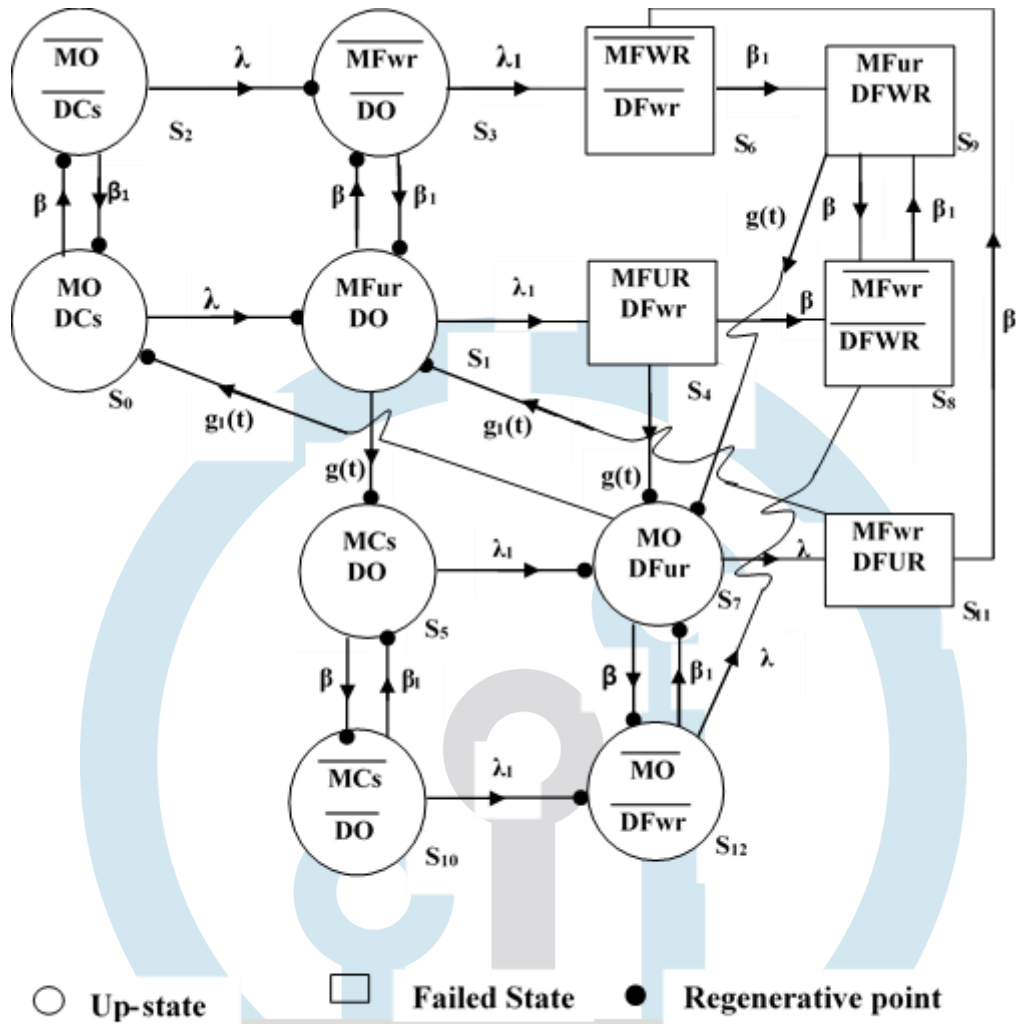 MO
DCs
S2
λ
MFwr
DO
S3
λ1
MFWR
DFwr
S6
β1
MFur
DFWR
S9
β
β1
β
β1
g(t)
β
β1
MO
DCs
S0
λ
MFur
DO
S1
λ1
MFUR
DFwr
S4
β
MFwr
DFWR
S8
β
g1(t)
g1(t)
g(t)
g(t)
MCs
DO
S5
λ1
MO
DFur
S7
λ
MFwr
DFUR
S11
β
β1
β
β1
λ
MCs
DO
S10
λ1
MO
DFwr
S12
Up-state
Failed State
Regenerative point